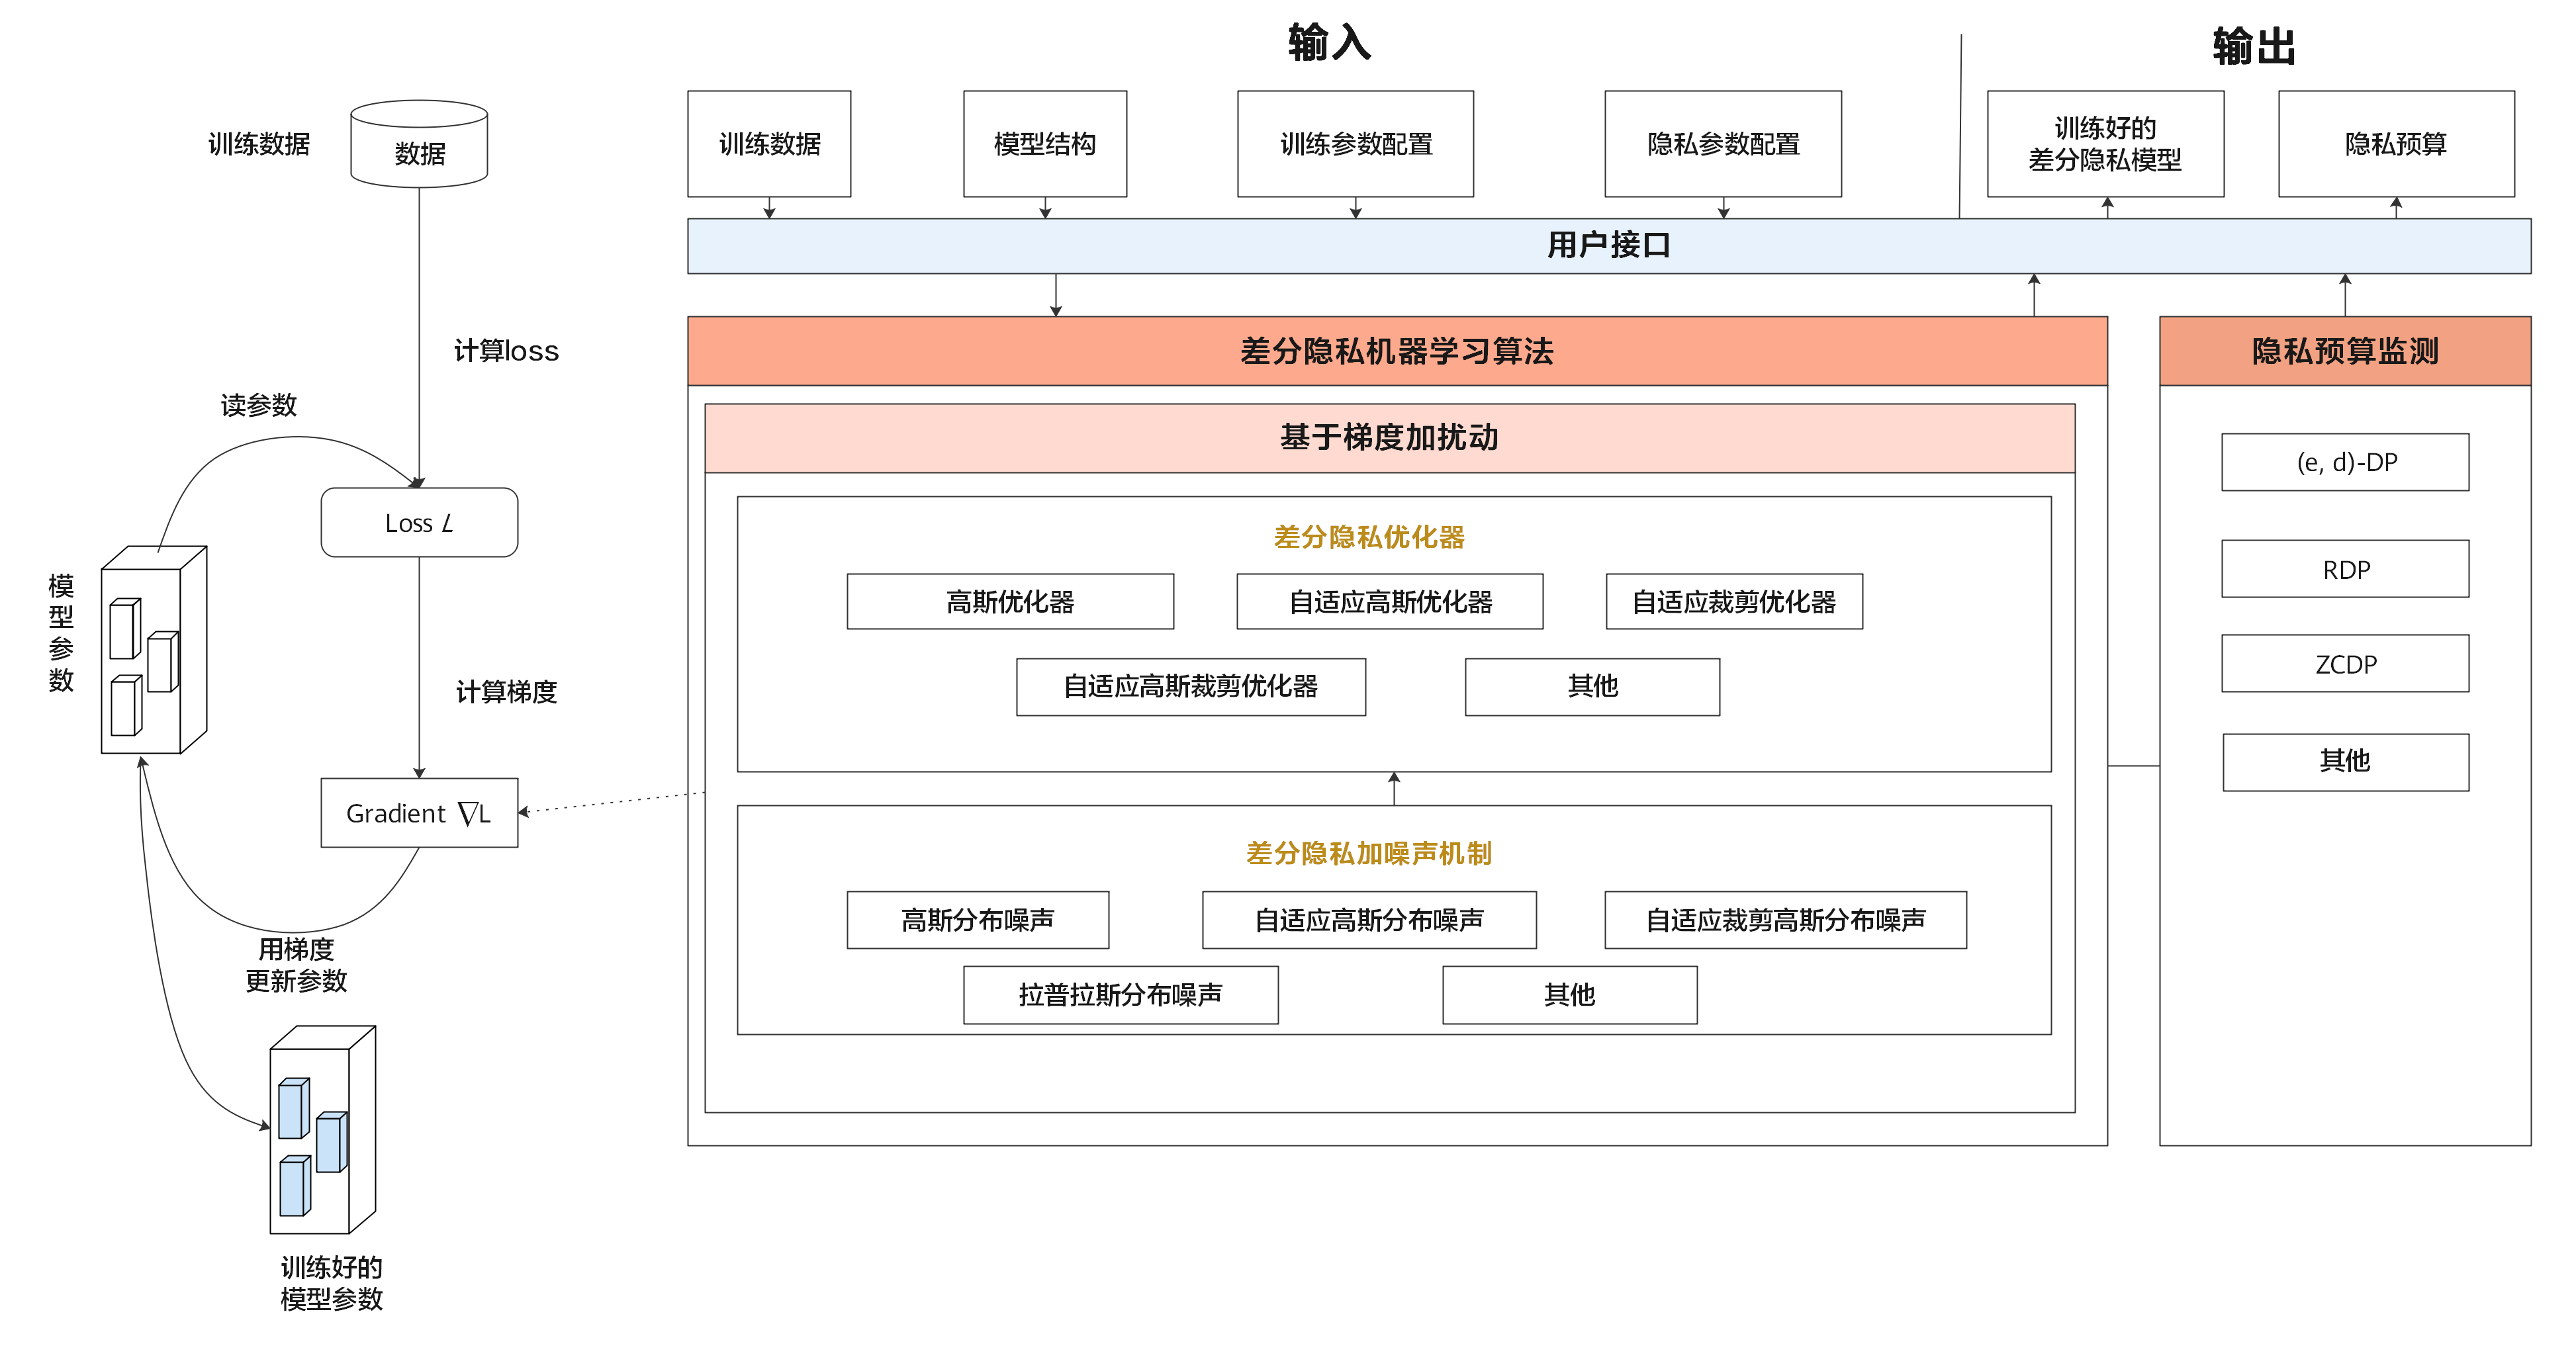 训练数据
数据
计算loss
读参数
Loss L
模
型
参
数
计算梯度
Gradient ∇L
用梯度
更新参数
训练好的
模型参数
输入
输出
训练数据
模型结构
训练参数配置
隐私参数配置
训练好的
差分隐私模型
隐私预算
用户接口
差分隐私机器学习算法
基于梯度加扰动
差分隐私优化器
高斯优化器
自适应高斯优化器
自适应裁剪优化器
自适应高斯裁剪优化器
其他
差分隐私加噪声机制
高斯分布噪声
自适应高斯分布噪声
自适应裁剪高斯分布噪声
拉普拉斯分布噪声
其他
隐私预算监测
(e, d)-DP
RDP
ZCDP
其他